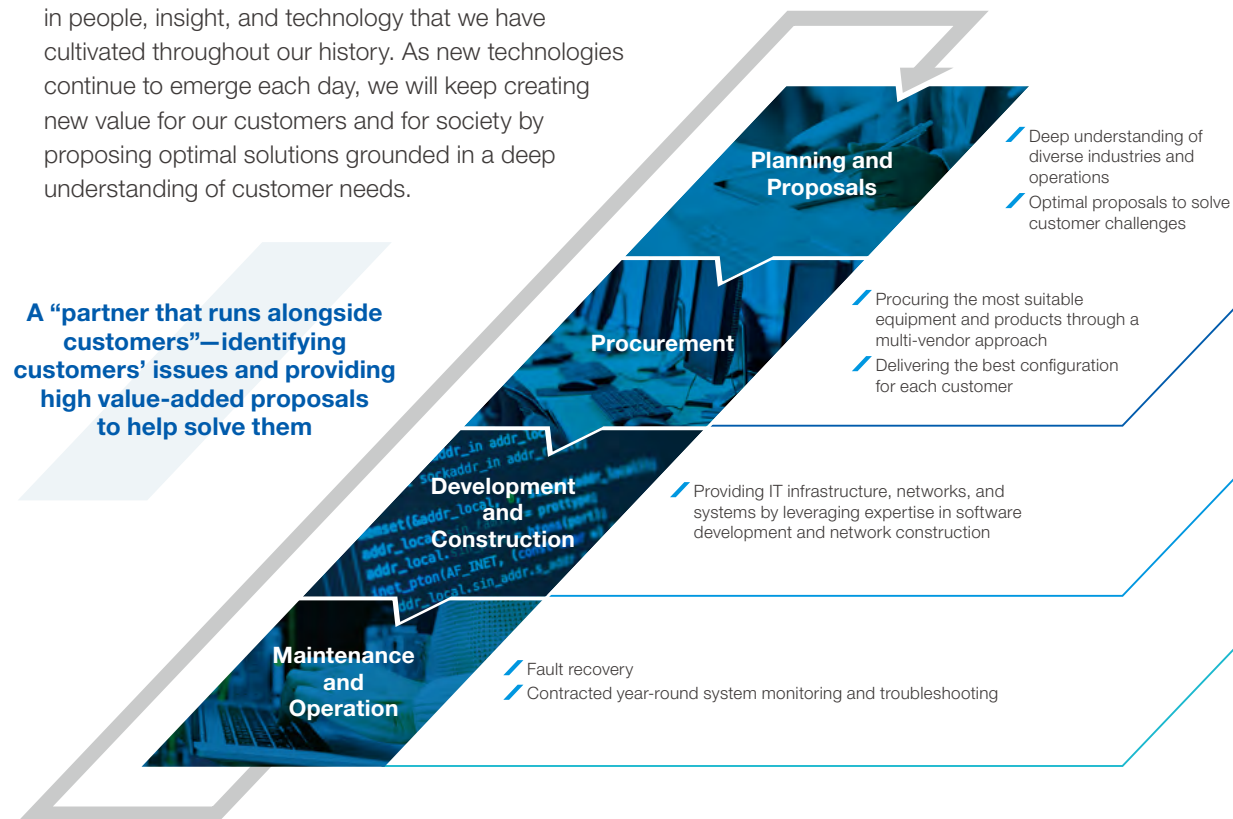 in people, insight, and technology that we have
cultivated throughout our history. As new technologies
continue to emerge each day, we will keep creating
new value for our customers and for society by
proposing optimal solutions grounded in a deep
understanding of customer needs.
A “partner that runs alongside
customers”—identifying
customers’ issues and providing
high value-added proposals
to help solve them
Planning and
Proposals
Deep understanding of
diverse industries and
operations
Optimal proposals to solve
customer challenges
Procurement
Procuring the most suitable
equipment and products through a
multi-vendor approach
Delivering the best configuration
for each customer
Development
and
Construction
Providing IT infrastructure, networks, and
systems by leveraging expertise in software
development and network construction
Maintenance
and
Operation
Fault recovery
Contracted year-round system monitoring and troubleshooting